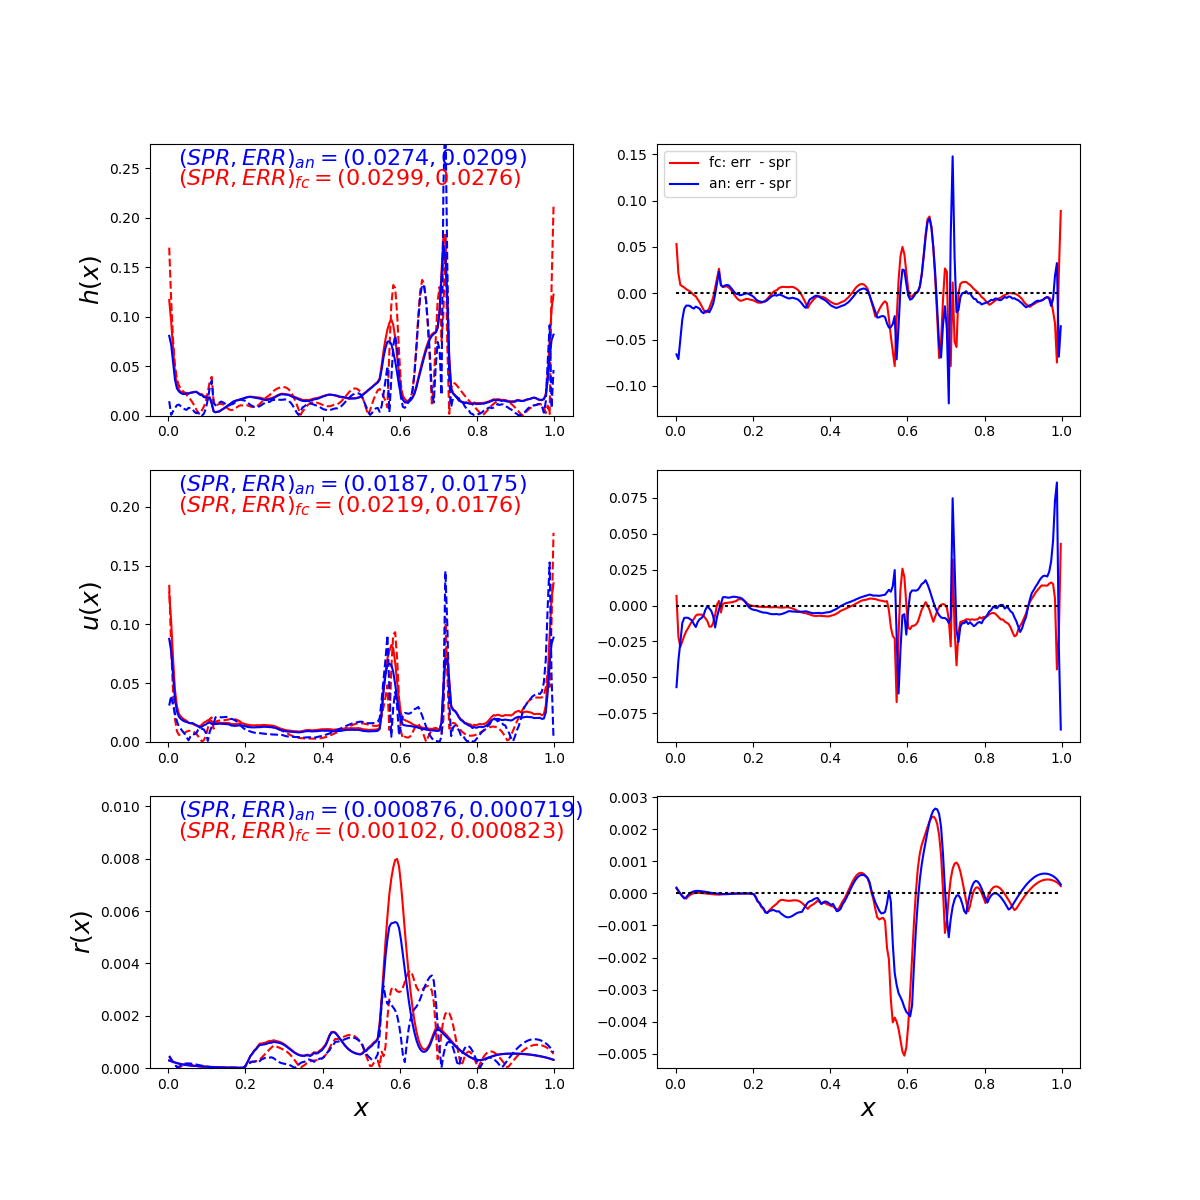 (SPR, ERR)an = (0.0274, 0.0209)
(SPR, ERR)fc = (0.0299, 0.0276)
h(x)
0.25
0.20
0.15
0.10
0.05
0.00
0.0 0.2 0.4 0.6 0.8 1.0
fc: err - spr
an: err - spr
0.15
0.10
0.05
0.00
−0.05
−0.10
0.0 0.2 0.4 0.6 0.8 1.0
(SPR, ERR)an = (0.0187, 0.0175)
(SPR, ERR)fc = (0.0219, 0.0176)
u(x)
0.20
0.15
0.10
0.05
0.00
0.0 0.2 0.4 0.6 0.8 1.0
0.075
0.050
0.025
0.000
−0.025
−0.050
−0.075
0.0 0.2 0.4 0.6 0.8 1.0
(SPR, ERR)an = (0.000876, 0.000719)
(SPR, ERR)fc = (0.00102, 0.000823)
r(x)
0.010
0.008
0.006
0.004
0.002
0.000
0.0 0.2 0.4 0.6 0.8 1.0
x
0.003
0.002
0.001
0.000
−0.001
−0.002
−0.003
−0.004
−0.005
0.0 0.2 0.4 0.6 0.8 1.0
x